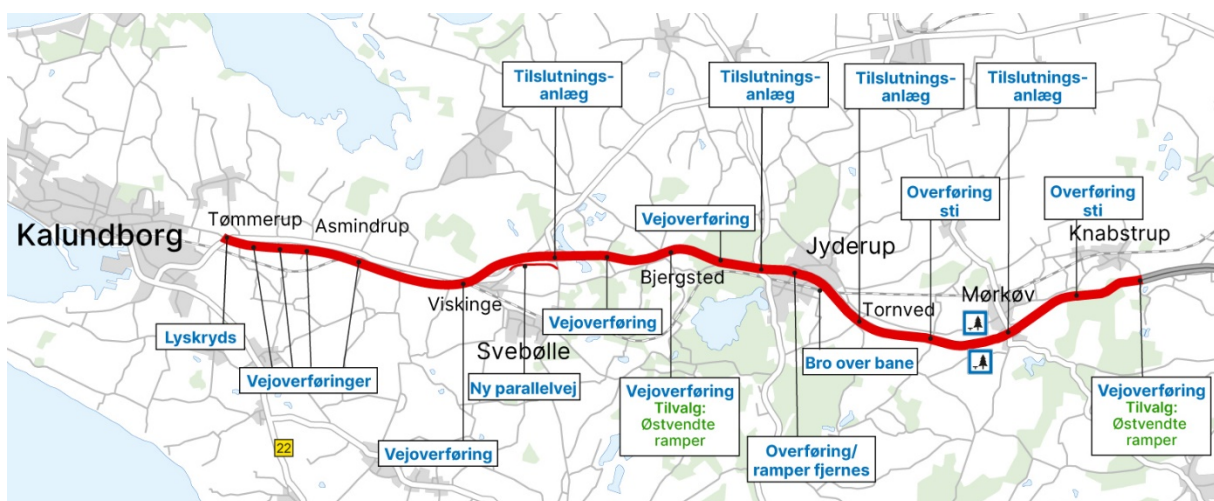 Tilslutnings-
anlæg
Tilslutnings-
anlæg
Tilslutnings-
anlæg
Tilslutnings-
anlæg
Overføring
sti
Overføring
sti
Vejoverføring
Tømmerup
Asmindrup
Kalundborg
Knabstrup
Jyderup
Bjergsted
Mørkøv
Viskinge
Tornved
Lyskryds
Vejoverføring
Svebølle
Bro over bane
Vejoverføringer
Ny parallelvej
Vejoverføring
Tilvalg:
Østvendte
ramper
Vejoverføring
Tilvalg:
Østvendte
ramper
22
Vejoverføring
Overføring/
ramper fjernes